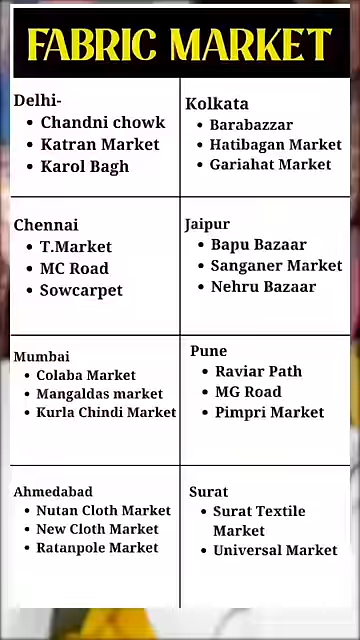 FABRIC MARKET
Delhi-
• Chandni chowk
• Katran Market
• Karol Bagh
Kolkata
• Barabazzar
• Hatibagan Market
• Gariahat Market
Chennai
• T.Market
• MC Road
• Sowcarpet
Jaipur
• Bapu Bazaar
• Sanganer Market
• Nehru Bazaar
Mumbai
• Colaba Market
• Mangaldas market
• Kurla Chindi Market
Pune
• Raviar Path
• MG Road
• Pimpri Market
Ahmedabad
• Nutan Cloth Market
• New Cloth Market
• Ratanpole Market
Surat
• Surat Textile
Market
• Universal Market